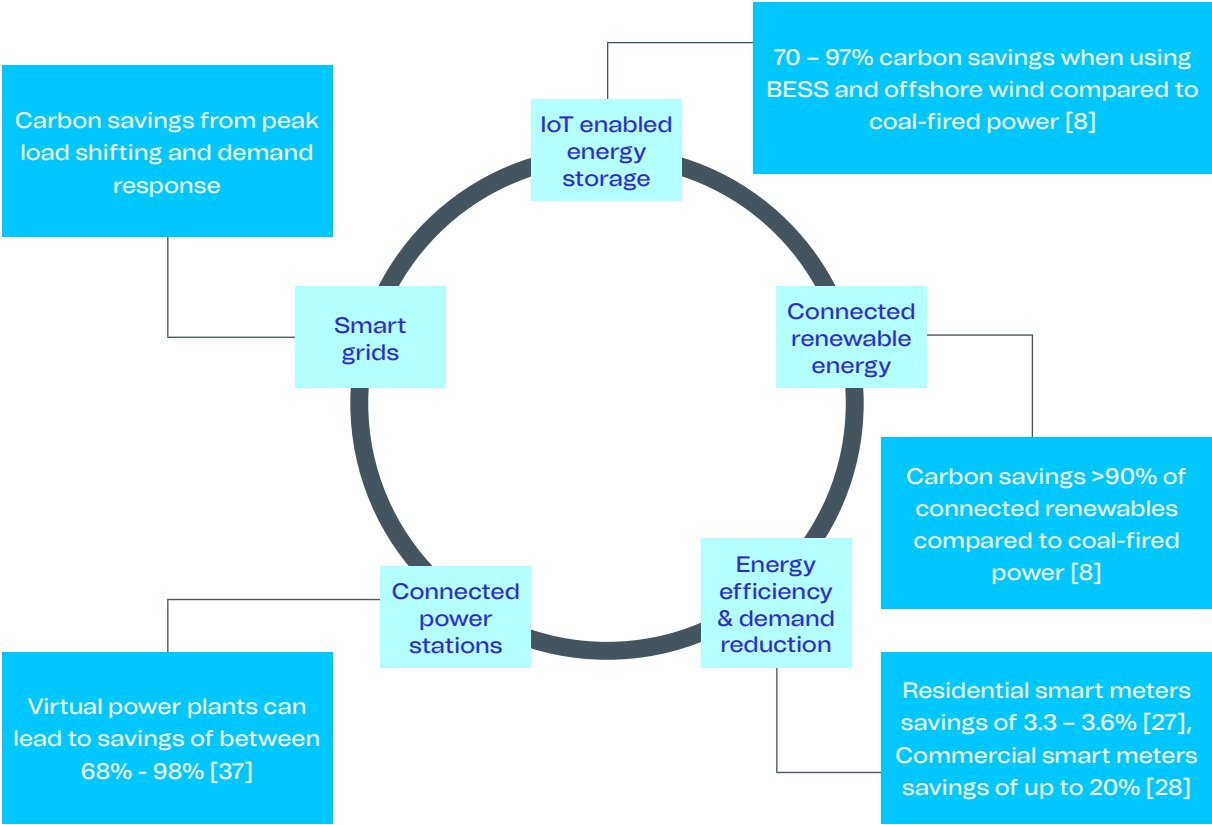 70 – 97% carbon savings when using
BESS and offshore wind compared to
coal-fired power [8]
Carbon savings from peak
load shifting and demand
response
IoT enabled
energy
storage
Smart
grids
Connected
renewable
energy
Carbon savings >90% of
connected renewables
compared to coal-fired
power [8]
Energy
efficiency
& demand
reduction
Connected
power
stations
Virtual power plants can
lead to savings of between
68% - 98% [37]
Residential smart meters
savings of 3.3 – 3.6% [27],
Commercial smart meters
savings of up to 20% [28]